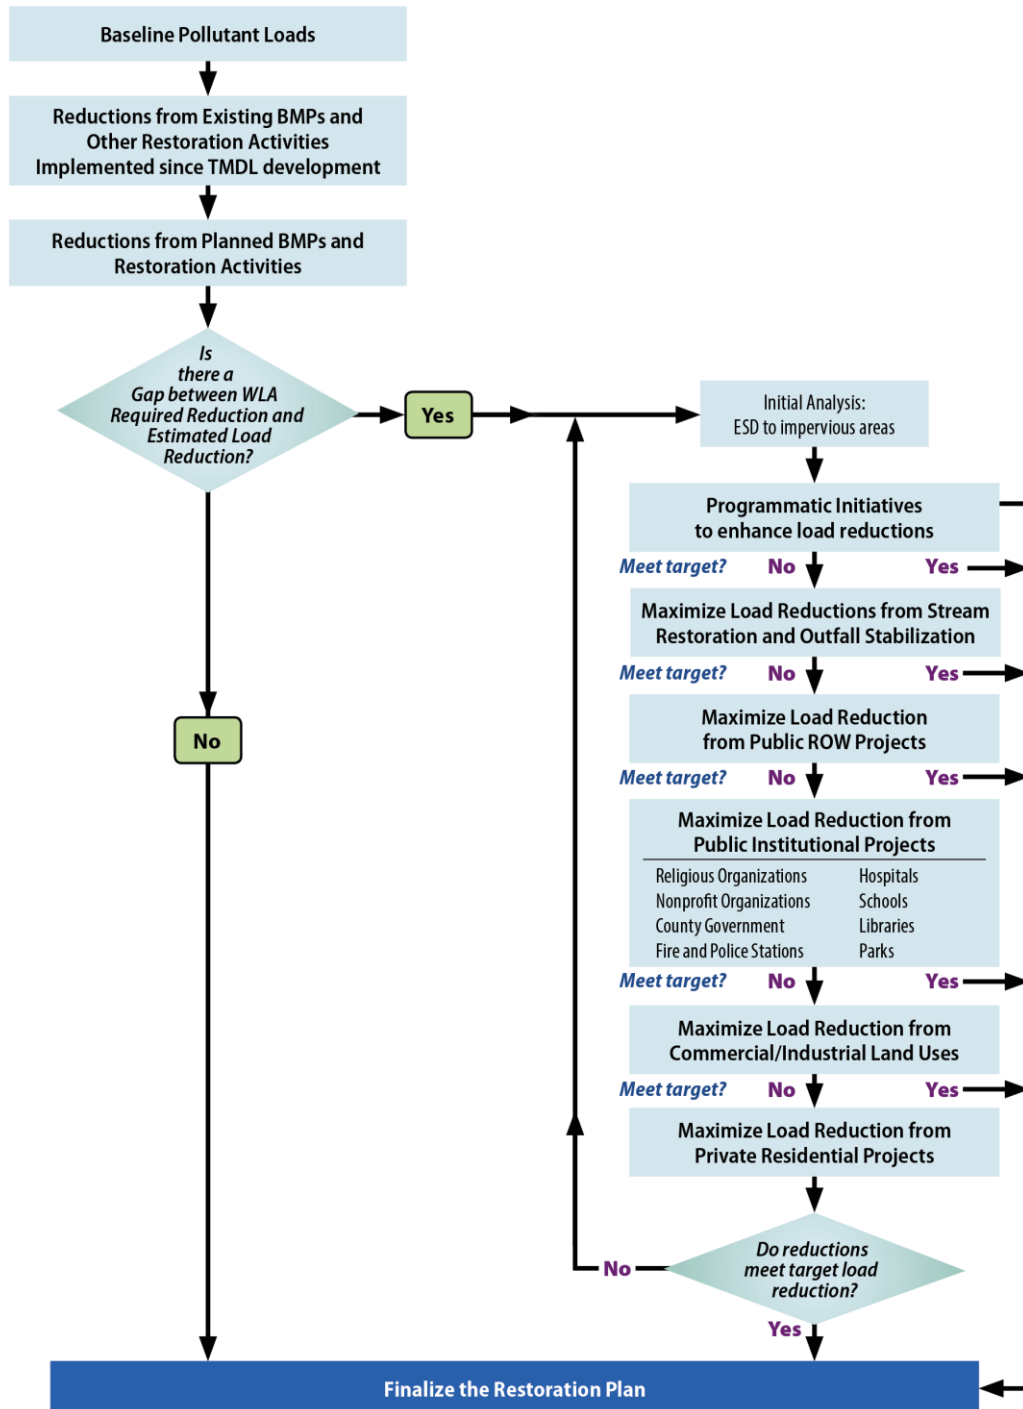 Baseline Pollutant Loads
Reductions from Existing BMPs and
Other Restoration Activities
Implemented since TMDL development
Reductions from Planned BMPs and
Restoration Activities
Is
there a
Gap between WLA
Required Reduction and
Estimated Load
Reduction?
Yes
No
Initial Analysis:
ESD to impervious areas
Programmatic Initiatives
to enhance load reductions
Meet target? No Yes
Maximize Load Reductions from Stream
Restoration and Outfall Stabilization
Meet target? No Yes
Maximize Load Reduction
from Public ROW Projects
Meet target? No Yes
Maximize Load Reduction from
Public Institutional Projects
Religious Organizations Hospitals
Nonprofit Organizations Schools
County Government Libraries
Fire and Police Stations Parks
Meet target? No Yes
Maximize Load Reduction from
Commercial/Industrial Land Uses
Meet target? No Yes
Maximize Load Reduction from
Private Residential Projects
Do reductions
meet target load
reduction?
No
Yes
Finalize the Restoration Plan